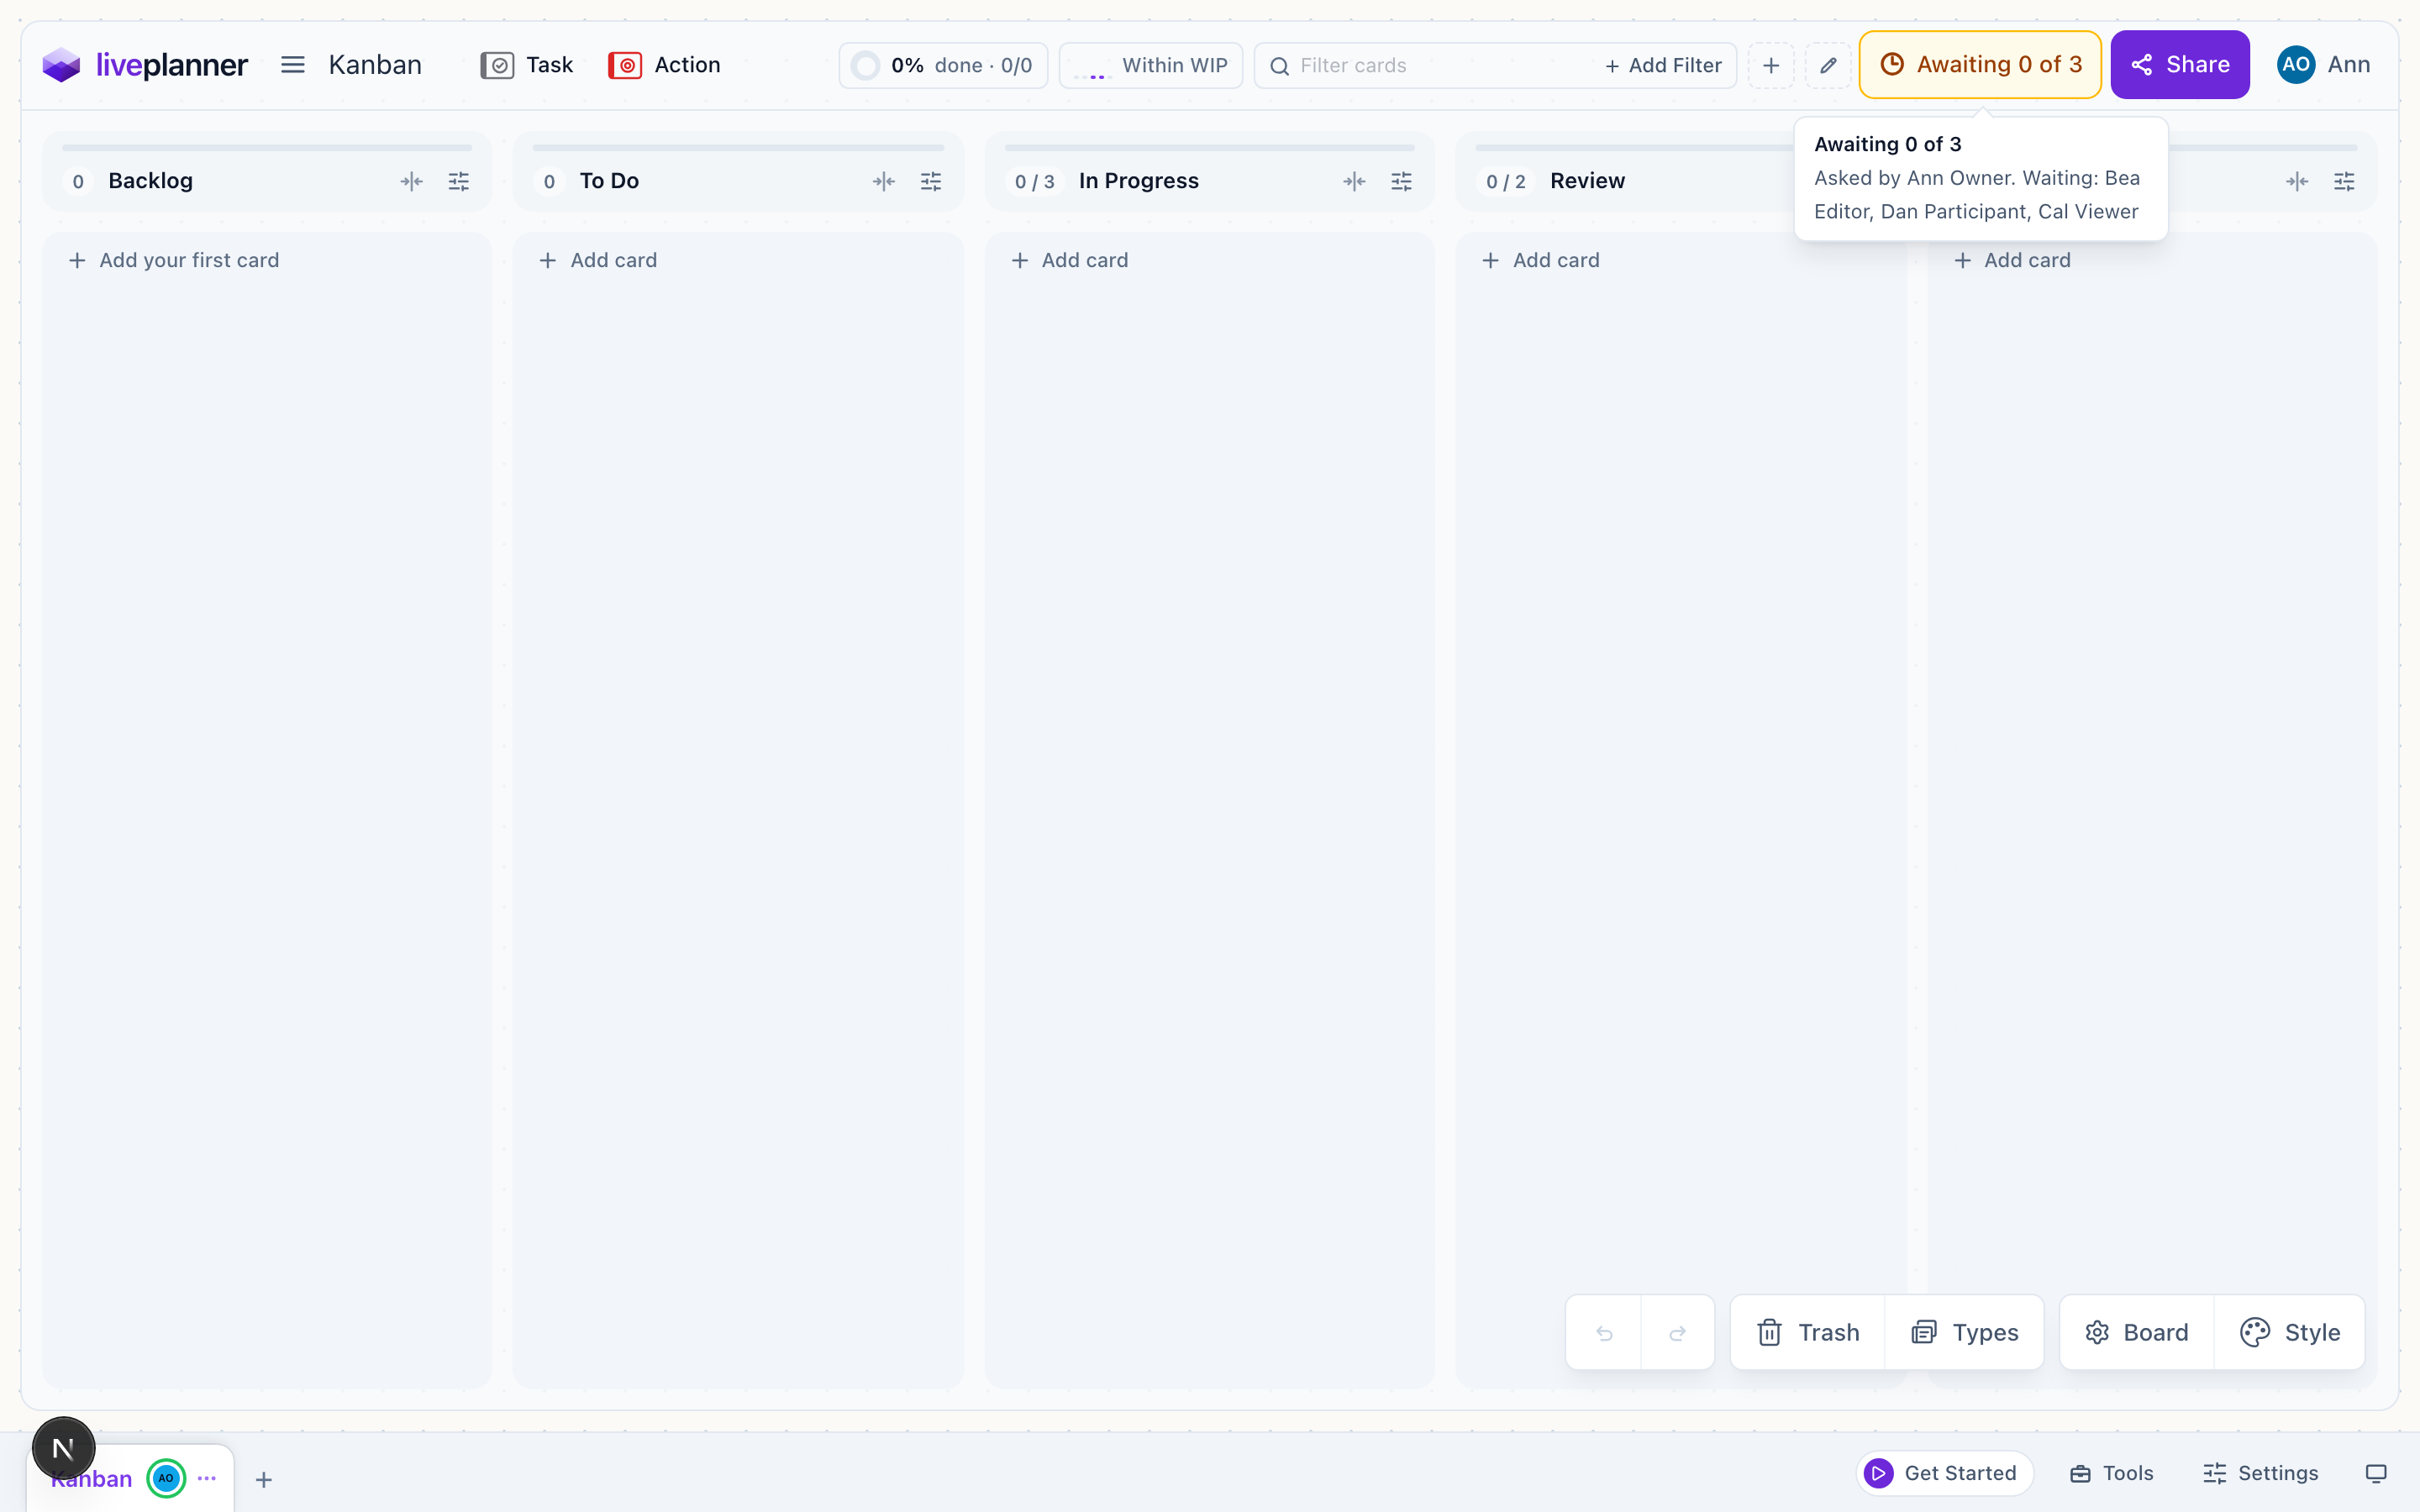 liveplanner Kanban Task Action 0% done · 0/0 Within WIP Filter cards + Add Filter Awaiting 0 of 3 Share AO Ann
Awaiting 0 of 3
Asked by Ann Owner. Waiting: Bea
Editor, Dan Participant, Cal Viewer
0 Backlog 0 To Do 0 / 3 In Progress 0 / 2 Review
+ Add your first card + Add card + Add card + Add card + Add card
Trash Types Board Style
N Kanban AO ... + Get Started Tools Settings